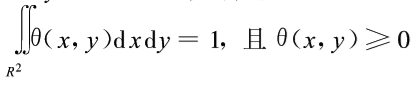 ∬θ(x, y)dxdy = 1, 且 θ(x, y) ⩾ 0
R²